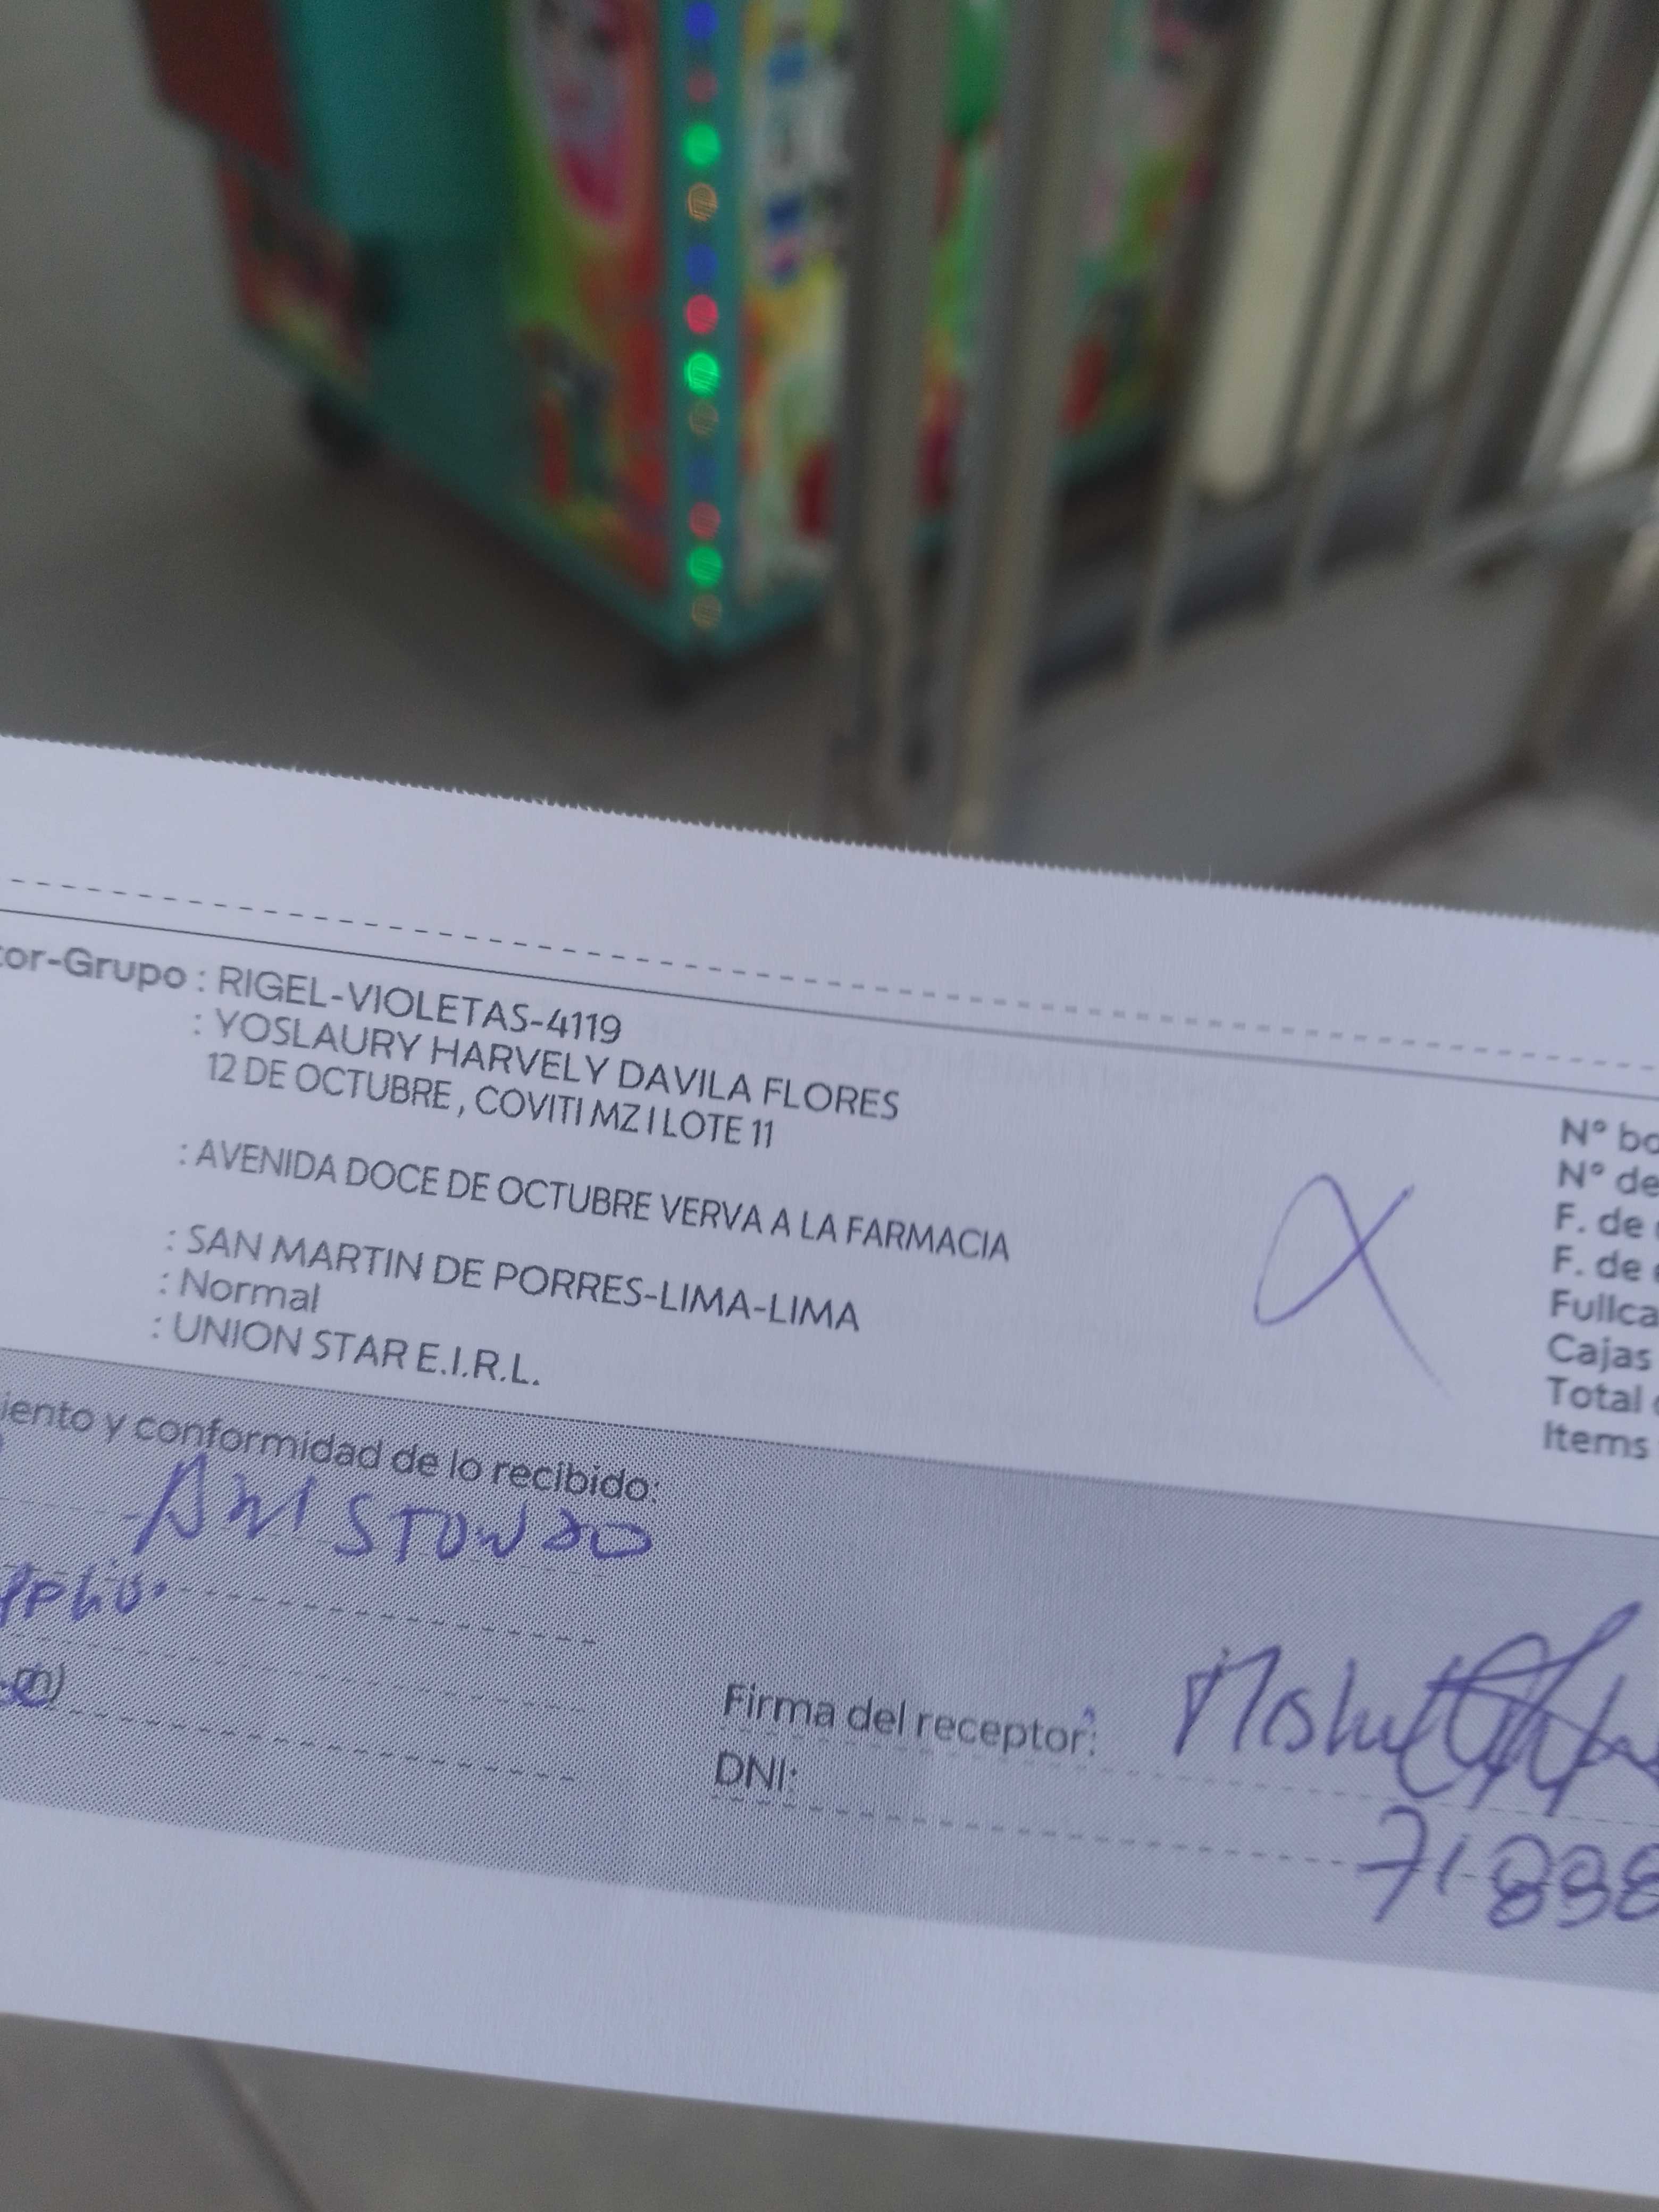 tor-Grupo : RIGEL-VIOLETAS-4119
: YOSLAURY HARVELY DAVILA FLORES
12 DE OCTUBRE, COVITI MZ I LOTE 11
: AVENIDA DOCE DE OCTUBRE VERVA A LA FARMACIA
: SAN MARTIN DE PORRES-LIMA-LIMA
: Normal
: UNION STAR E.I.R.L.
N° bo
N° de
F. de
F. de
Fullca
Cajas
Total
Items
iento y conformidad de lo recibido:
Firma del receptor:
DNI:
71888